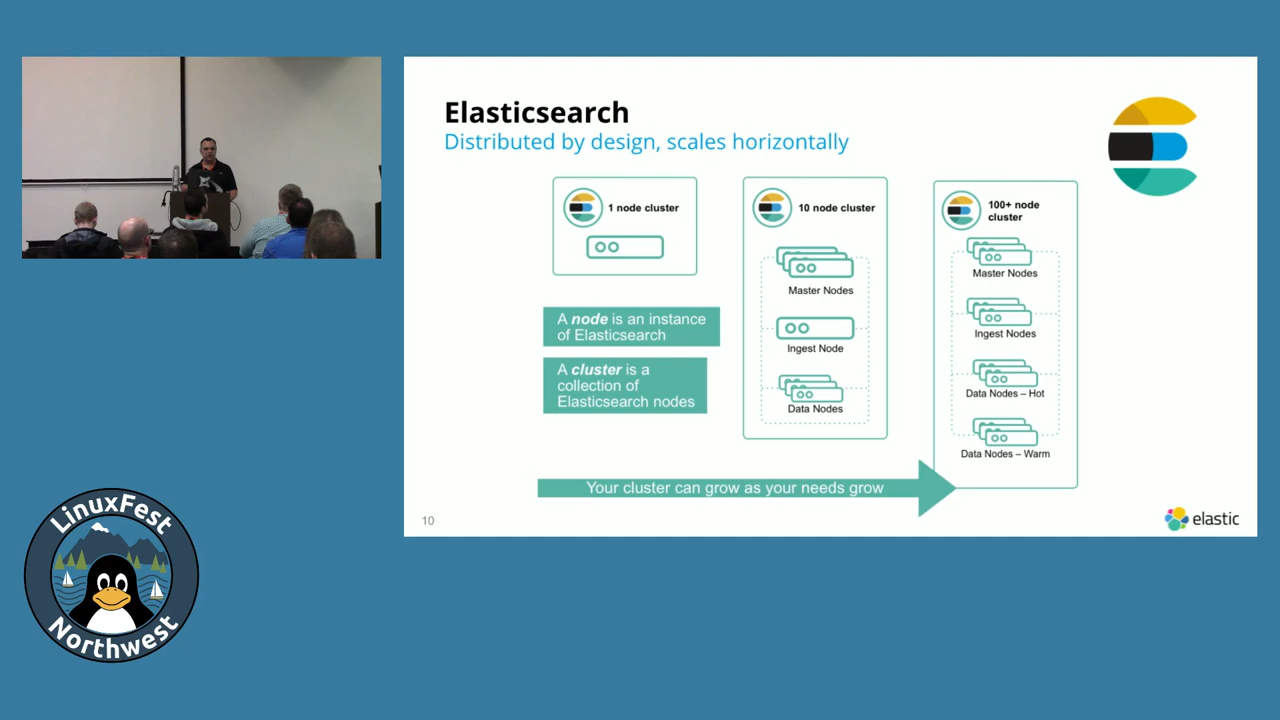 Elasticsearch
Distributed by design, scales horizontally
1 node cluster
A node is an instance
of Elasticsearch
A cluster is a
collection of
Elasticsearch nodes
10 node cluster
Master Nodes
Ingest Node
Data Nodes
100+ node
cluster
Master Nodes
Ingest Nodes
Data Nodes – Hot
Data Nodes – Warm
Your cluster can grow as your needs grow
10
elastic
LinuxFest
Northwest